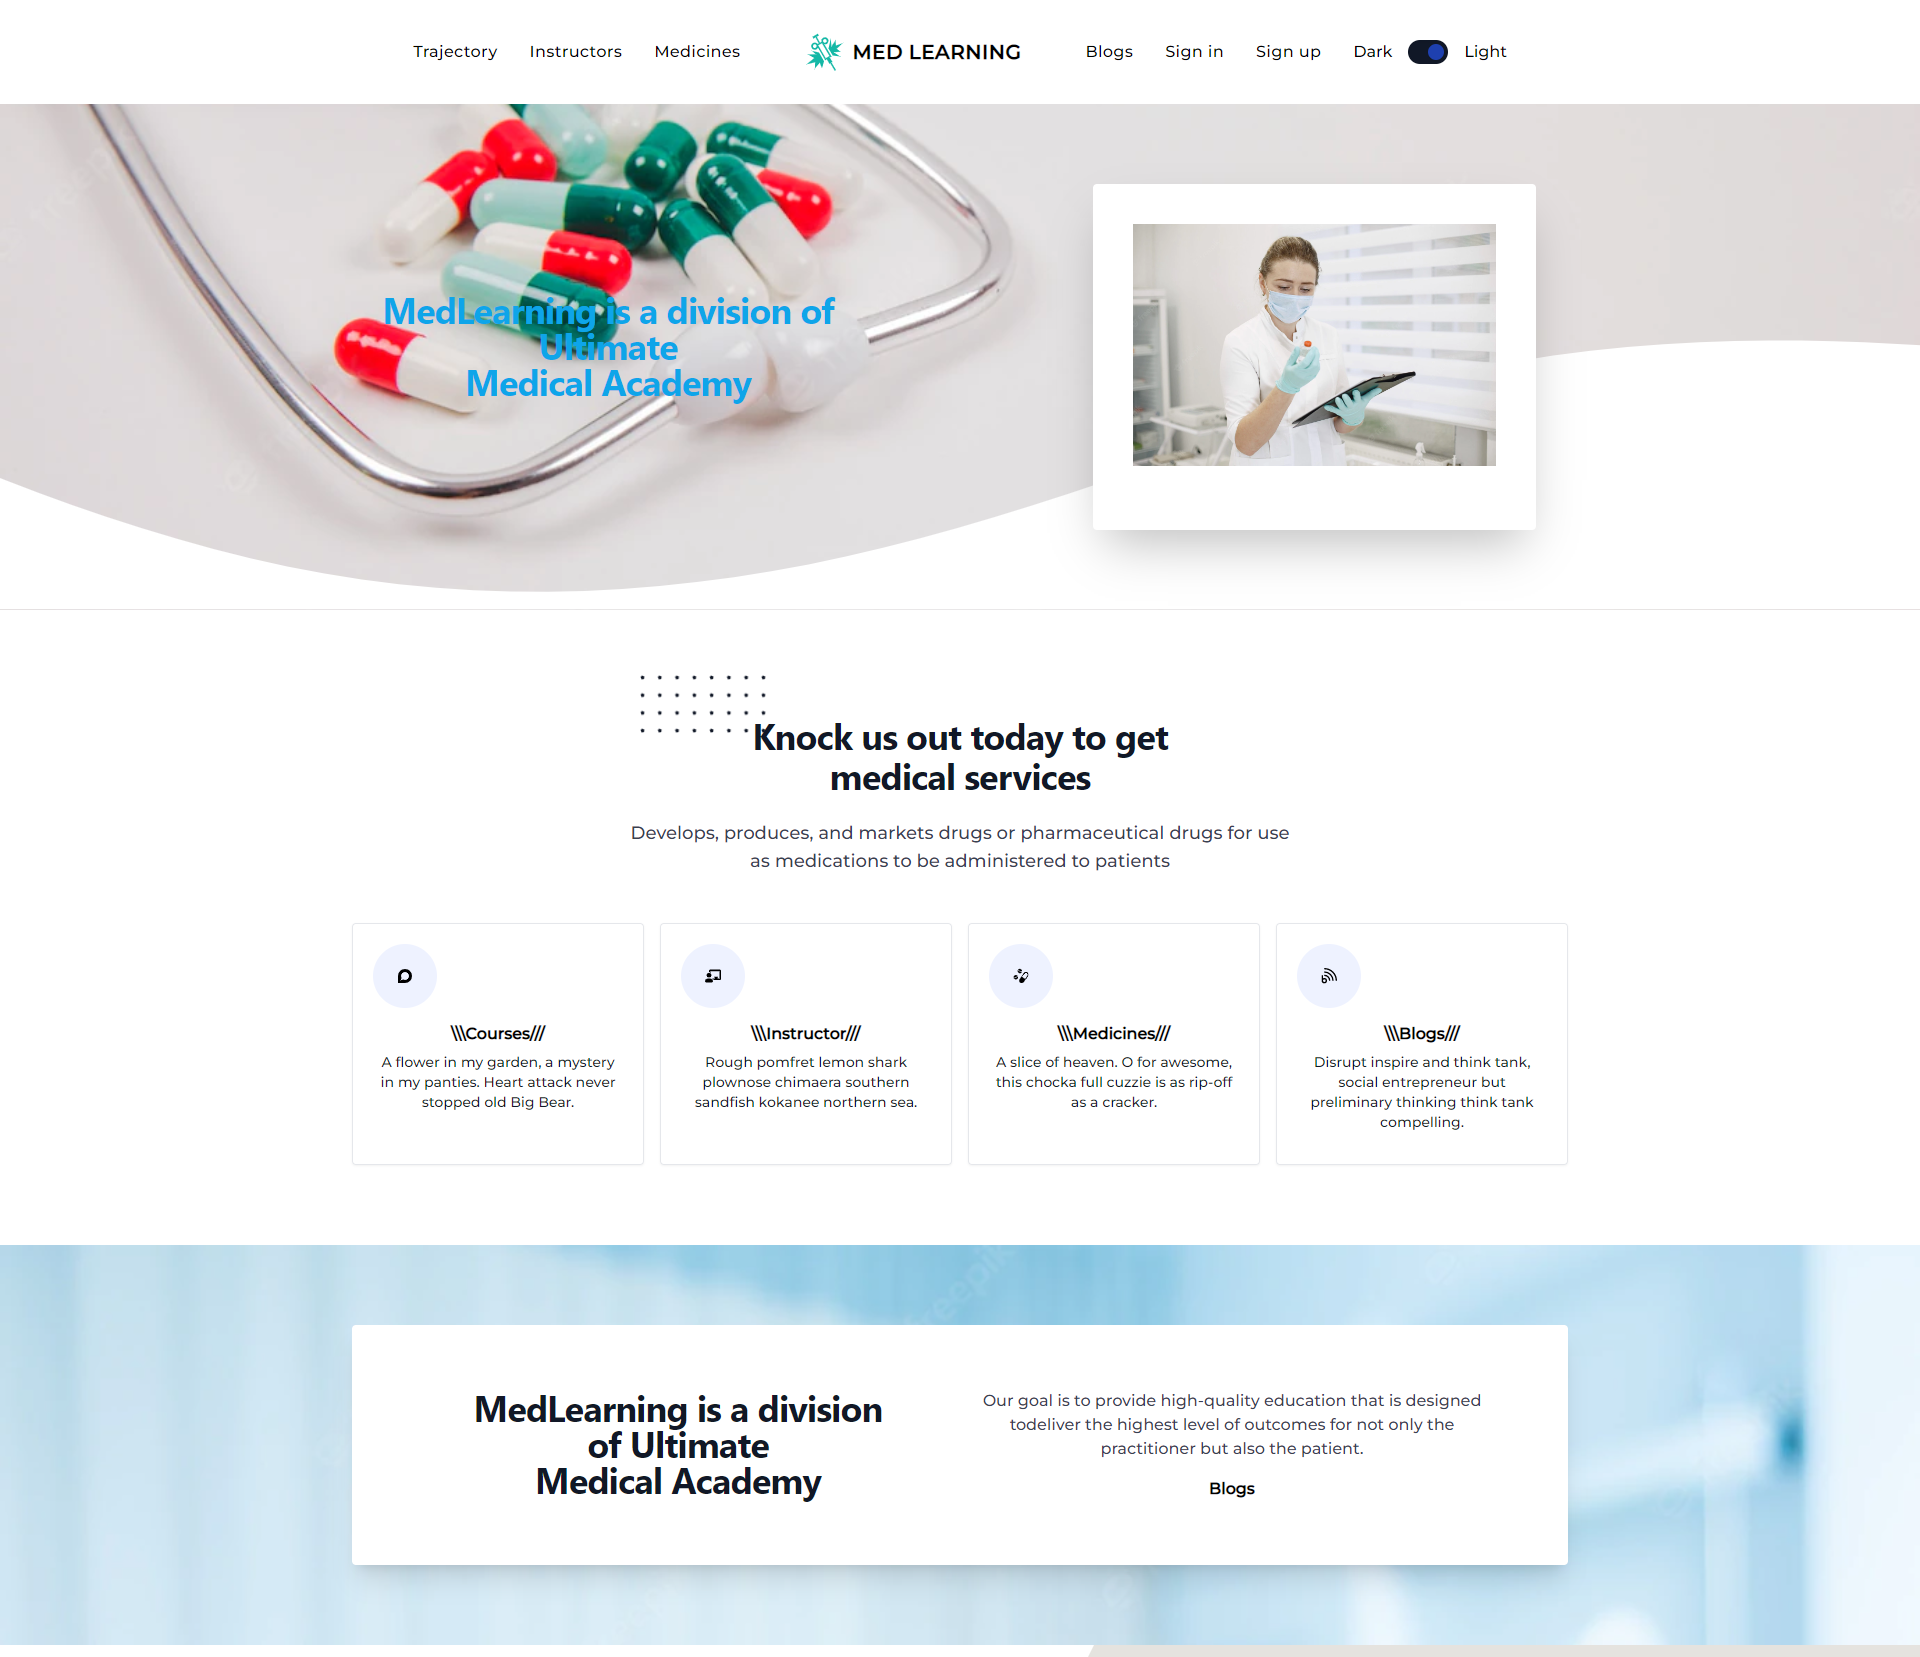 Trajectory Instructors Medicines MED LEARNING Blogs Sign in Sign up Dark Light
MedLearning is a division of
Ultimate
Medical Academy
Knock us out today to get
medical services
Develops, produces, and markets drugs or pharmaceutical drugs for use
as medications to be administered to patients
\\\Courses///
A flower in my garden, a mystery
in my panties. Heart attack never
stopped old Big Bear.
\\\Instructor///
Rough pomfret lemon shark
plownose chimaera southern
sandfish kokanee northern sea.
\\\Medicines///
A slice of heaven. O for awesome,
this chocka full cuzzie is as rip-off
as a cracker.
\\\Blogs///
Disrupt inspire and think tank,
social entrepreneur but
preliminary thinking think tank
compelling.
freepik
MedLearning is a division
of Ultimate
Medical Academy
Our goal is to provide high-quality education that is designed
todeliver the highest level of outcomes for not only the
practitioner but also the patient.
Blogs